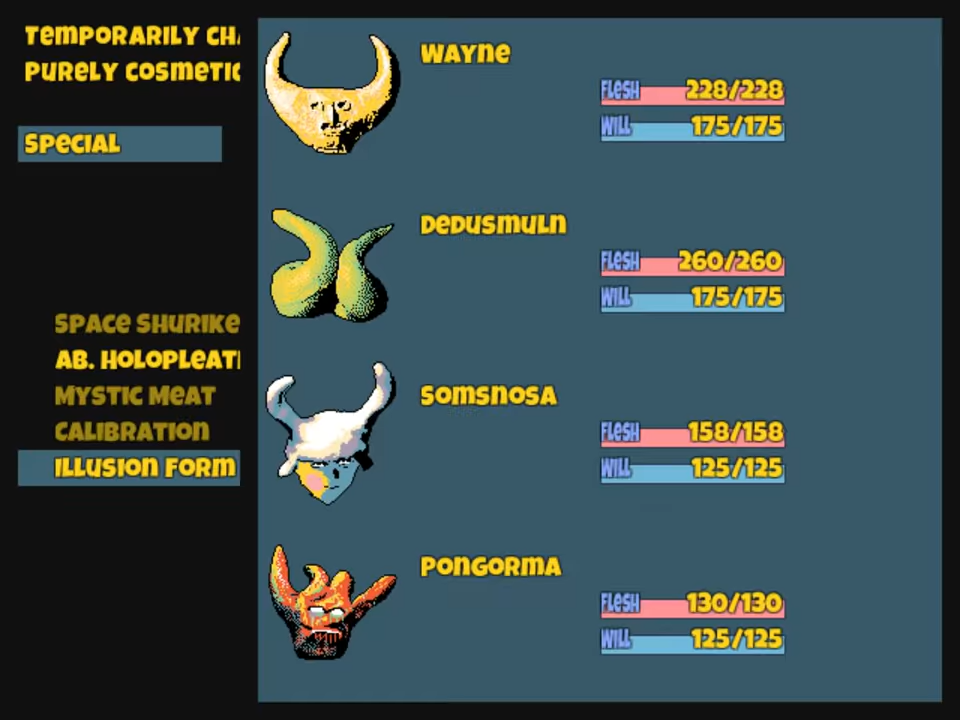 Temporarily cha
Purely cosmetic
Special
Space Shurike
Ab. Holopleat
Mystic Meat
Calibration
Illusion Form
Wayne
Flesh 228/228
Will 175/175
Dedusmuln
Flesh 260/260
Will 175/175
Somsnosa
Flesh 158/158
Will 125/125
Pongorma
Flesh 130/130
Will 125/125